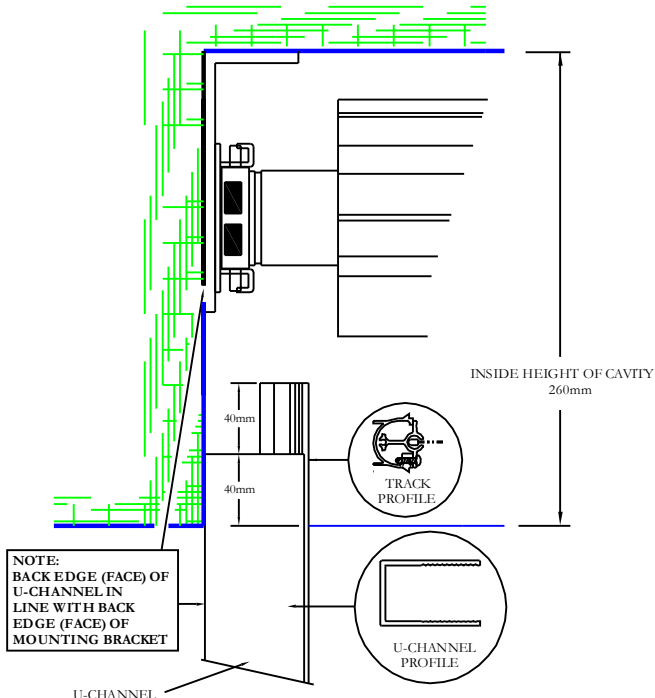 INSIDE HEIGHT OF CAVITY
260mm
40mm
40mm
TRACK
PROFILE
NOTE:
BACK EDGE (FACE) OF
U-CHANNEL IN
LINE WITH BACK
EDGE (FACE) OF
MOUNTING BRACKET
U-CHANNEL
PROFILE
U-CHANNEL